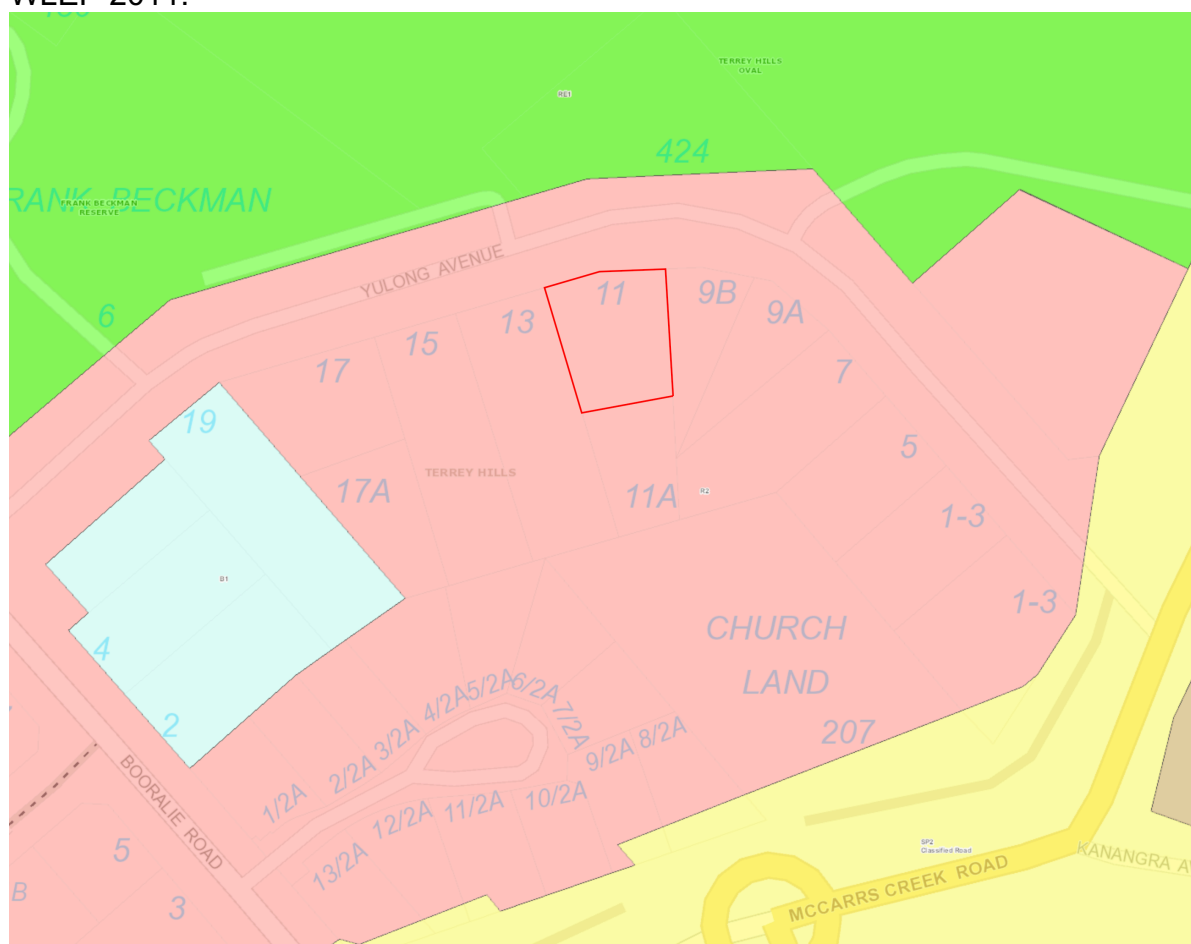 WLEP 2011.
TERREY HILLS
OVAL
RE1
424
RANK BECKMAN
FRANK BECKMAN
RESERVE
YULONG AVENUE
6
11
9B
9A
13
15
17
7
19
5
17A
TERREY HILLS
11A
R2
1-3
1-3
B1
CHURCH
LAND
207
4
2
1/2A
2/2A
3/2A
4/2A
5/2A
6/2A
7/2A
8/2A
9/2A
10/2A
11/2A
12/2A
13/2A
BOORALIE ROAD
5
3
B
SP2
Classified Road
MCCARRS CREEK ROAD
KANANGRA AV